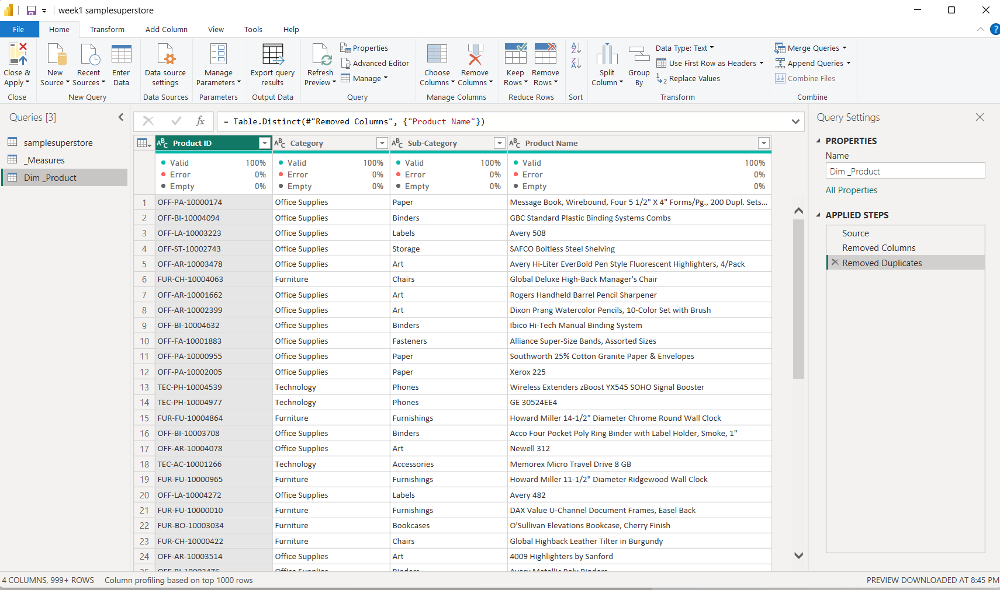 week1 samplesuperstore
File Home Transform Add Column View Tools Help
Close & Apply
New Source
Recent Sources
Enter Data
Data source settings
Manage Parameters
Export query results
Refresh Preview
Properties
Advanced Editor
Manage
Choose Columns
Remove Columns
Keep Rows
Remove Rows
Split Column
Group By
Data Type: Text
Use First Row as Headers
Replace Values
Merge Queries
Append Queries
Combine Files
Close New Query Data Sources Parameters Output Data Query Manage Columns Reduce Rows Sort Transform Combine
Queries [3]
samplesuperstore
_Measures
Dim _Product
fx = Table.Distinct(#"Removed Columns", {"Product Name"})
ABC Product ID ABC Category ABC Sub-Category ABC Product Name
Valid 100% Valid 100% Valid 100% Valid 100%
Error 0% Error 0% Error 0% Error 0%
Empty 0% Empty 0% Empty 0% Empty 0%
1 OFF-PA-10000174 Office Supplies Paper Message Book, Wirebound, Four 5 1/2" X 4" Forms/Pg., 200 Dupl. Sets...
2 OFF-BI-10004094 Office Supplies Binders GBC Standard Plastic Binding Systems Combs
3 OFF-LA-10003223 Office Supplies Labels Avery 508
4 OFF-ST-10002743 Office Supplies Storage SAFCO Boltless Steel Shelving
5 OFF-AR-10003478 Office Supplies Art Avery Hi-Liter EverBold Pen Style Fluorescent Highlighters, 4/Pack
6 FUR-CH-10004063 Furniture Chairs Global Deluxe High-Back Manager's Chair
7 OFF-AR-10001662 Office Supplies Art Rogers Handheld Barrel Pencil Sharpener
8 OFF-AR-10002399 Office Supplies Art Dixon Prang Watercolor Pencils, 10-Color Set with Brush
9 OFF-BI-10004632 Office Supplies Binders Ibico Hi-Tech Manual Binding System
10 OFF-FA-10001883 Office Supplies Fasteners Alliance Super-Size Bands, Assorted Sizes
11 OFF-PA-10000955 Office Supplies Paper Southworth 25% Cotton Granite Paper & Envelopes
12 OFF-PA-10002005 Office Supplies Paper Xerox 225
13 TEC-PH-10004539 Technology Phones Wireless Extenders zBoost YX545 SOHO Signal Booster
14 TEC-PH-10004977 Technology Phones GE 30524EE4
15 FUR-FU-10004864 Furniture Furnishings Howard Miller 14-1/2" Diameter Chrome Round Wall Clock
16 OFF-BI-10003708 Office Supplies Binders Acco Four Pocket Poly Ring Binder with Label Holder, Smoke, 1"
17 OFF-AR-10004078 Office Supplies Art Newell 312
18 TEC-AC-10001266 Technology Accessories Memorex Micro Travel Drive 8 GB
19 FUR-FU-10000965 Furniture Furnishings Howard Miller 11-1/2" Diameter Ridgewood Wall Clock
20 OFF-LA-10004272 Office Supplies Labels Avery 482
21 FUR-FU-10000010 Furniture Furnishings DAX Value U-Channel Document Frames, Easel Back
22 FUR-BO-10003034 Furniture Bookcases O'Sullivan Elevations Bookcase, Cherry Finish
23 FUR-CH-10000422 Furniture Chairs Global Highback Leather Tilter in Burgundy
24 OFF-AR-10003514 Office Supplies Art 4009 Highlighters by Sanford
Query Settings
PROPERTIES
Name
Dim _Product
All Properties
APPLIED STEPS
Source
Removed Columns
Removed Duplicates
4 COLUMNS, 999+ ROWS Column profiling based on top 1000 rows PREVIEW DOWNLOADED AT 8:45 PM